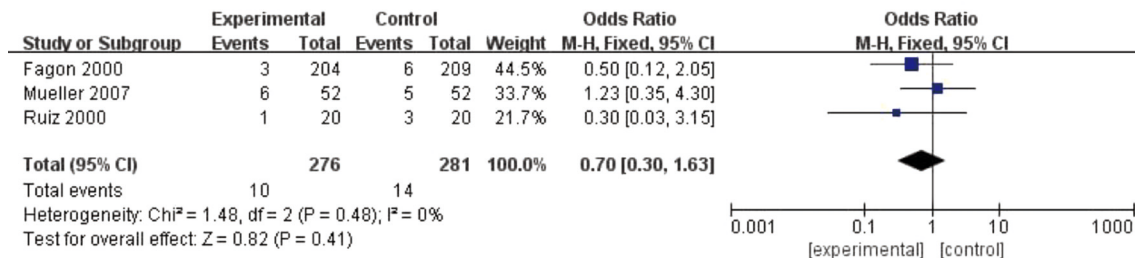 Experimental Control Odds Ratio Odds Ratio
Study or Subgroup Events Total Events Total Weight M-H, Fixed, 95% CI M-H, Fixed, 95% CI
Fagon 2000 3 204 6 209 44.5% 0.50 [0.12, 2.05]
Mueller 2007 6 52 5 52 33.7% 1.23 [0.35, 4.30]
Ruiz 2000 1 20 3 20 21.7% 0.30 [0.03, 3.15]
Total (95% CI) 276 281 100.0% 0.70 [0.30, 1.63]
Total events 10 14
Heterogeneity: Chi² = 1.48, df = 2 (P = 0.48); I² = 0%
Test for overall effect: Z = 0.82 (P = 0.41)
0.001 0.1 1 10 1000
[experimental] [control]